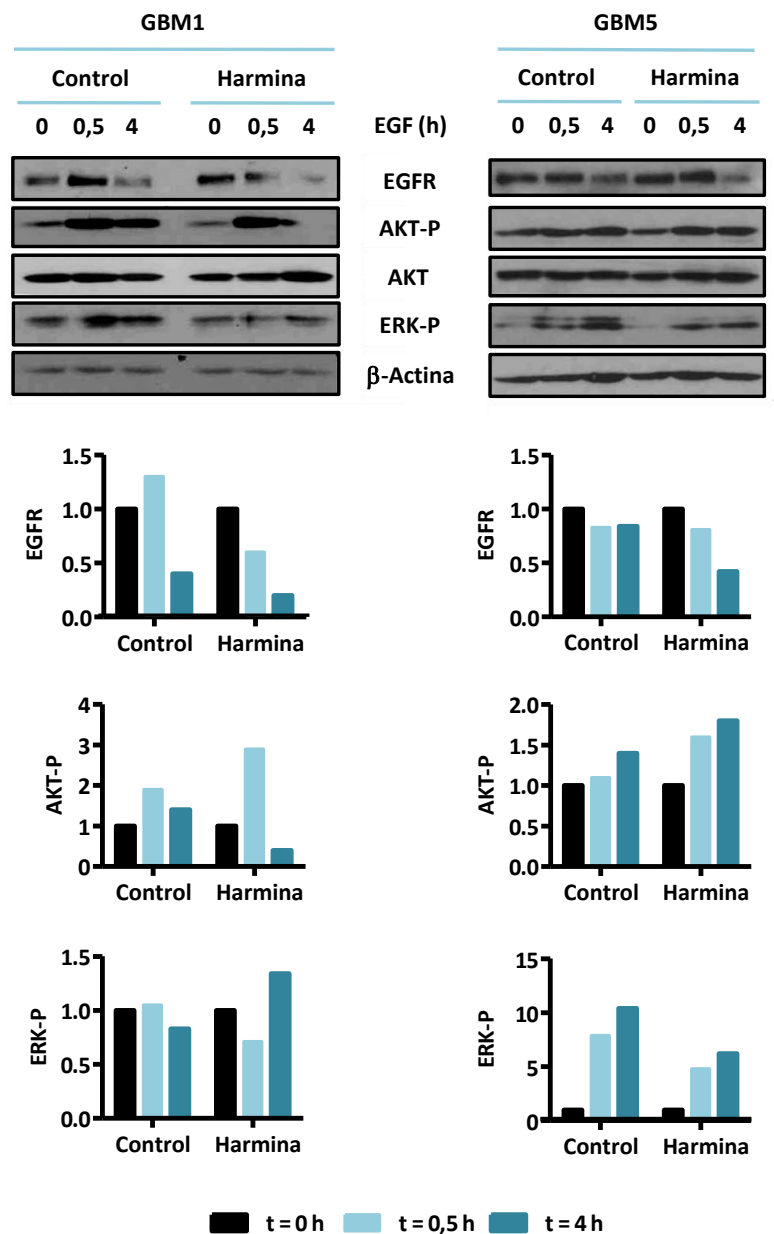 GBM1 GBM5
Control Harmina Control Harmina
0 0,5 4 0 0,5 4 EGF (h) 0 0,5 4 0 0,5 4
EGFR
AKT-P
AKT
ERK-P
β-Actina
EGFR
1.5
1.0
0.5
0.0
Control Harmina
EGFR
1.5
1.0
0.5
0.0
Control Harmina
AKT-P
4
3
2
1
0
Control Harmina
AKT-P
2.0
1.5
1.0
0.5
0.0
Control Harmina
ERK-P
1.5
1.0
0.5
0.0
Control Harmina
ERK-P
15
10
5
0
Control Harmina
t = 0 h t = 0,5 h t = 4 h